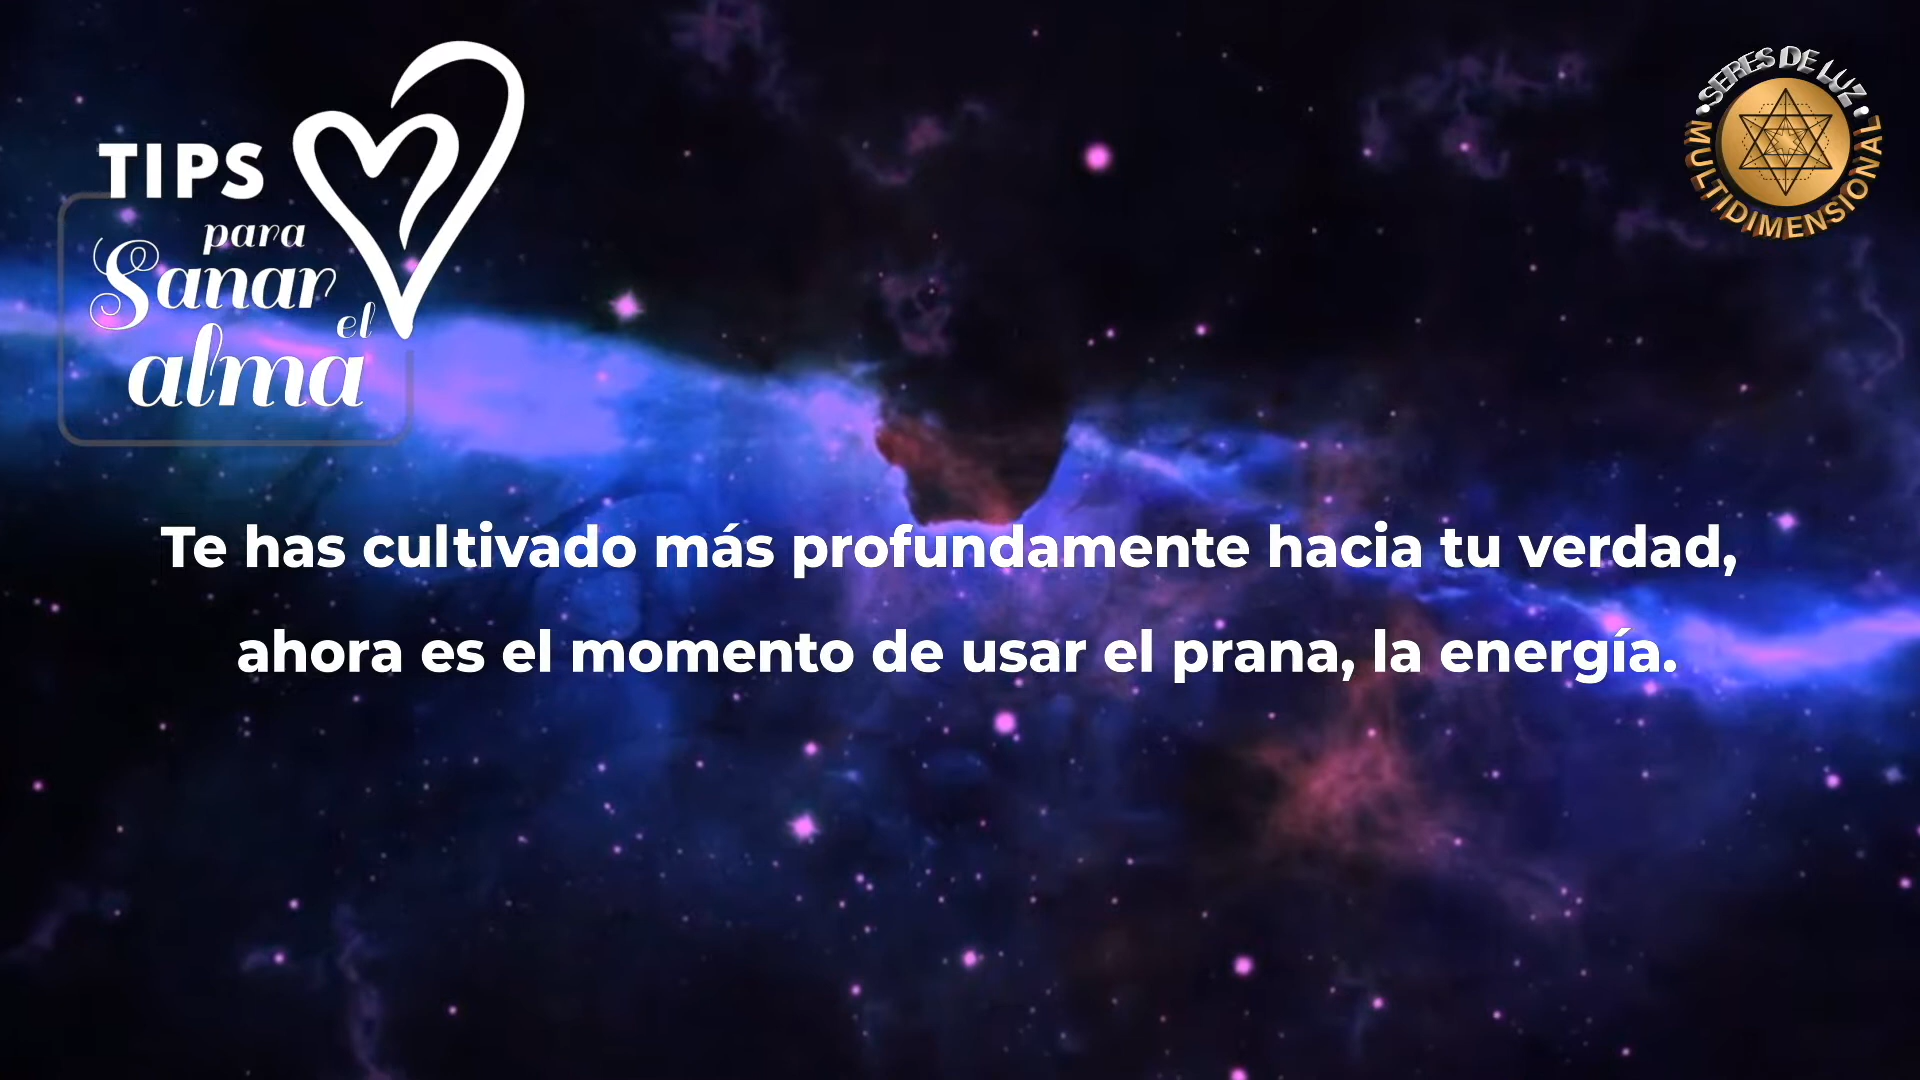 TIPS
para
Sanar
el
alma
SERES DE LUZ
MULTIDIMENSIONAL
Te has cultivado más profundamente hacia tu verdad,
ahora es el momento de usar el prana, la energía.